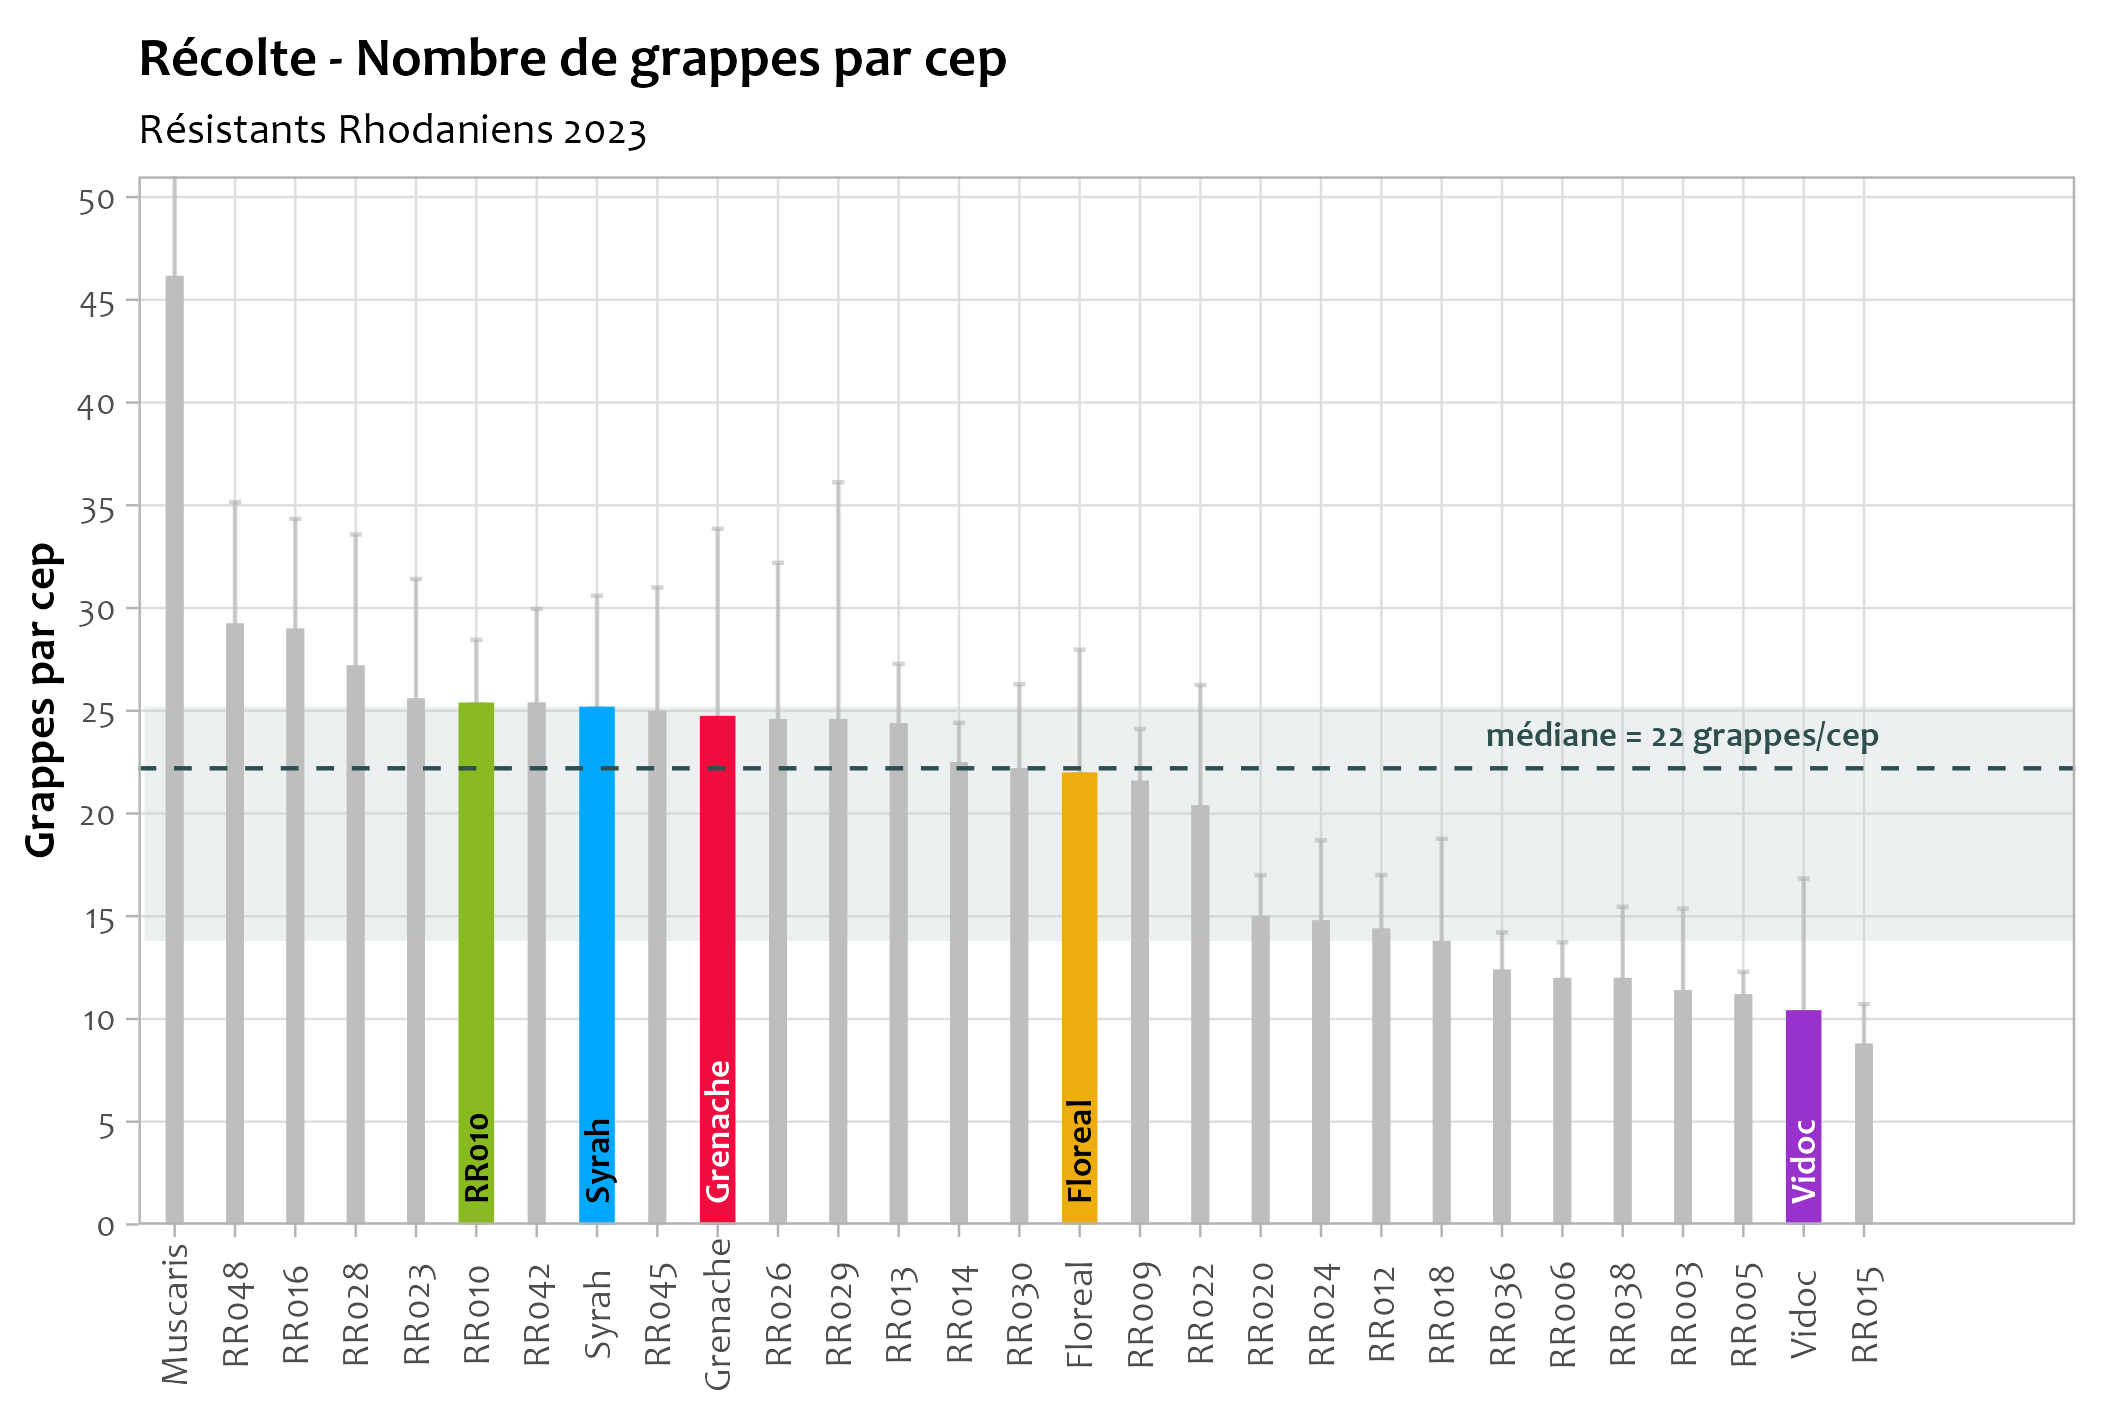 Récolte - Nombre de grappes par cep
Résistants Rhodaniens 2023
Grappes par cep
50
45
40
35
30
25
20
15
10
5
0
médiane = 22 grappes/cep
RR010
Syrah
Grenache
Floreal
Vidoc
Muscaris
RR048
RR016
RR028
RR023
RR010
RR042
Syrah
RR045
Grenache
RR026
RR029
RR013
RR014
RR030
Floreal
RR009
RR022
RR020
RR024
RR012
RR018
RR036
RR006
RR038
RR003
RR005
Vidoc
RR015